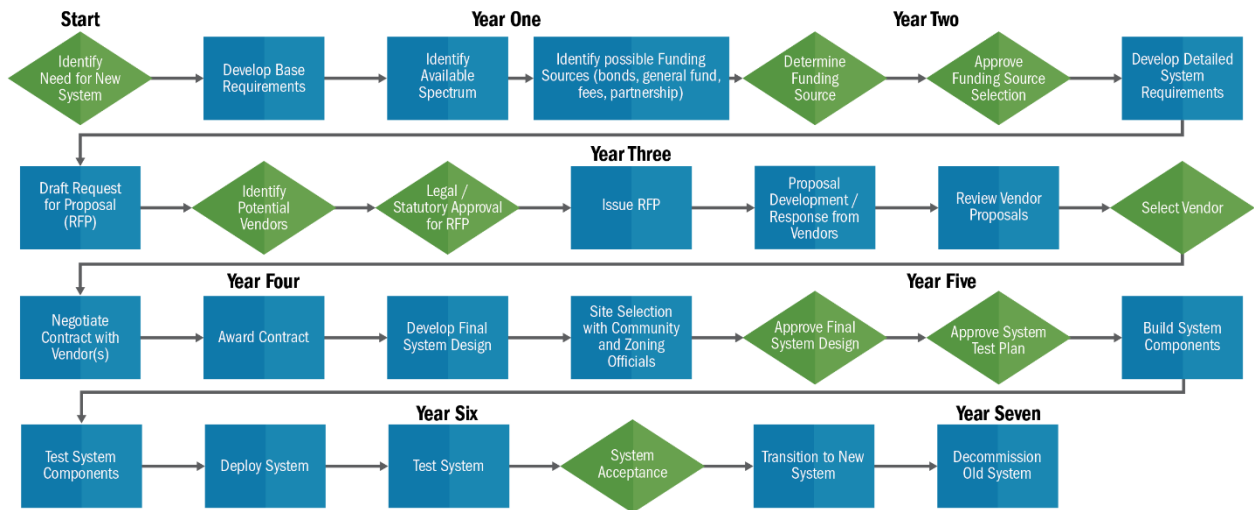 Start
Year One
Year Two
Identify
Need for New
System
Develop Base
Requirements
Identify
Available
Spectrum
Identify possible Funding
Sources (bonds, general fund,
fees, partnership)
Determine
Funding
Source
Approve
Funding Source
Selection
Develop Detailed
System
Requirements
Year Three
Draft Request
for Proposal
(RFP)
Identify
Potential
Vendors
Legal /
Statutory Approval
for RFP
Issue RFP
Proposal
Development /
Response from
Vendors
Review Vendor
Proposals
Select Vendor
Year Four
Year Five
Negotiate
Contract with
Vendor(s)
Award Contract
Develop Final
System Design
Site Selection
with Community
and Zoning
Officials
Approve Final
System Design
Approve System
Test Plan
Build System
Components
Year Six
Year Seven
Test System
Components
Deploy System
Test System
System
Acceptance
Transition to New
System
Decommission
Old System